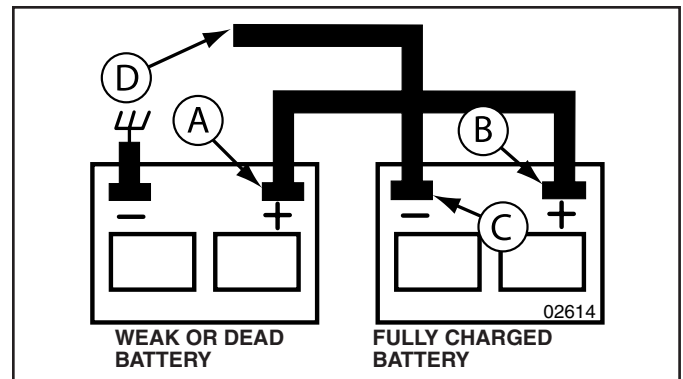 D
A
B
− + − +
C
02614
WEAK OR DEAD
BATTERY
FULLY CHARGED
BATTERY